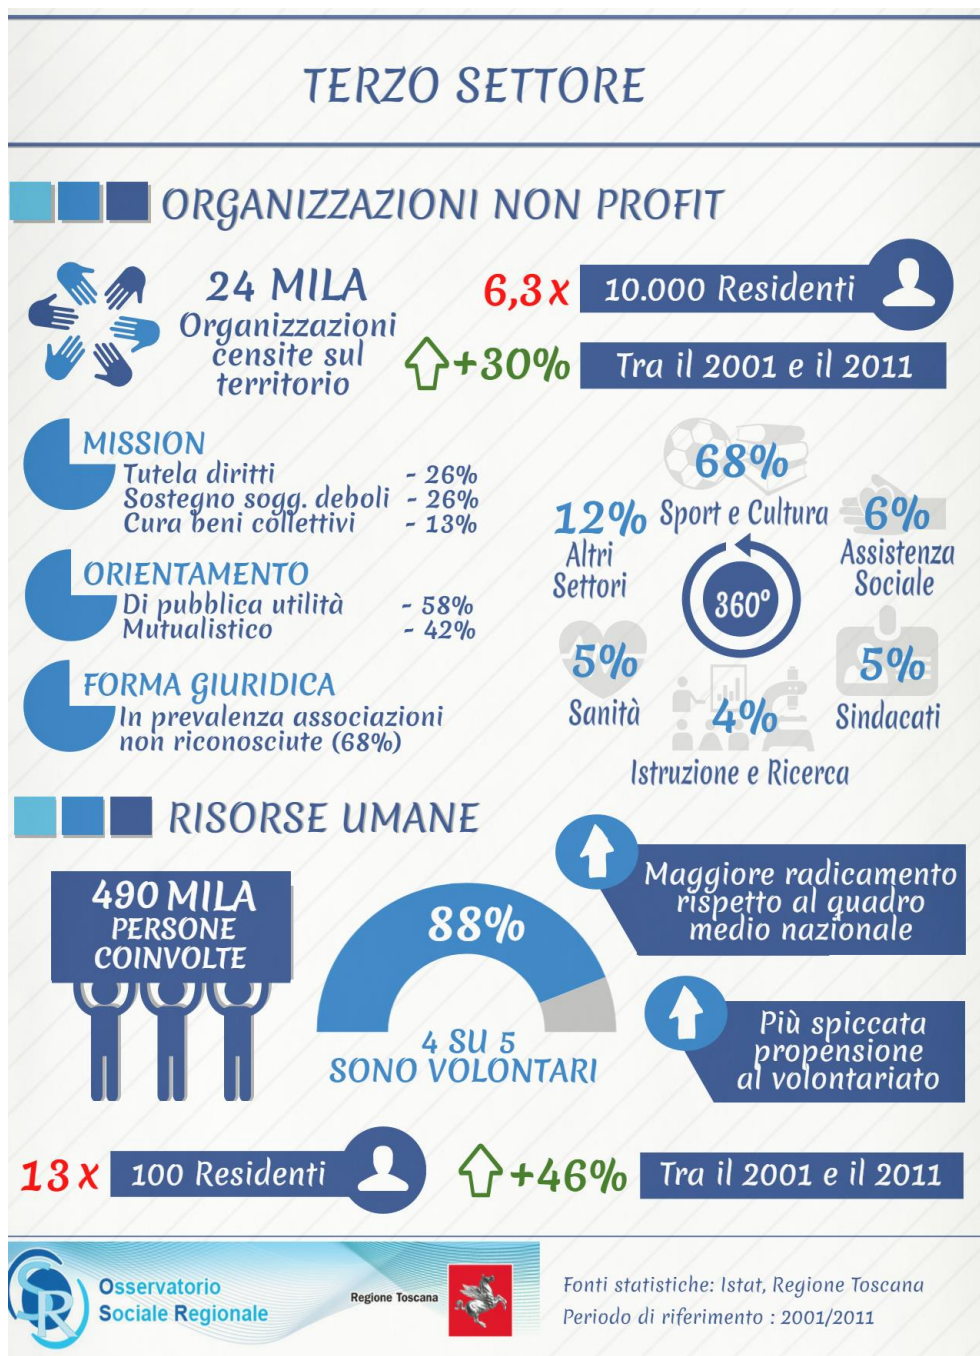 TERZO SETTORE
ORGANIZZAZIONI NON PROFIT
24 MILA
Organizzazioni
censite sul
territorio
6,3 x 10.000 Residenti
+30% Tra il 2001 e il 2011
MISSION
Tutela diritti - 26%
Sostegno sogg. deboli - 26%
Cura beni collettivi - 13%
ORIENTAMENTO
Di pubblica utilità - 58%
Mutualistico - 42%
FORMA GIURIDICA
In prevalenza associazioni
non riconosciute (68%)
68%
Sport e Cultura
12%
Altri
Settori
6%
Assistenza
Sociale
360º
5%
Sanità
4%
Istruzione e Ricerca
5%
Sindacati
RISORSE UMANE
490 MILA
PERSONE
COINVOLTE
88%
4 SU 5
SONO VOLONTARI
Maggiore radicamento
rispetto al quadro
medio nazionale
Più spiccata
propensione
al volontariato
13 x 100 Residenti
+46% Tra il 2001 e il 2011
Osservatorio
Sociale Regionale
Regione Toscana
Fonti statistiche: Istat, Regione Toscana
Periodo di riferimento : 2001/2011